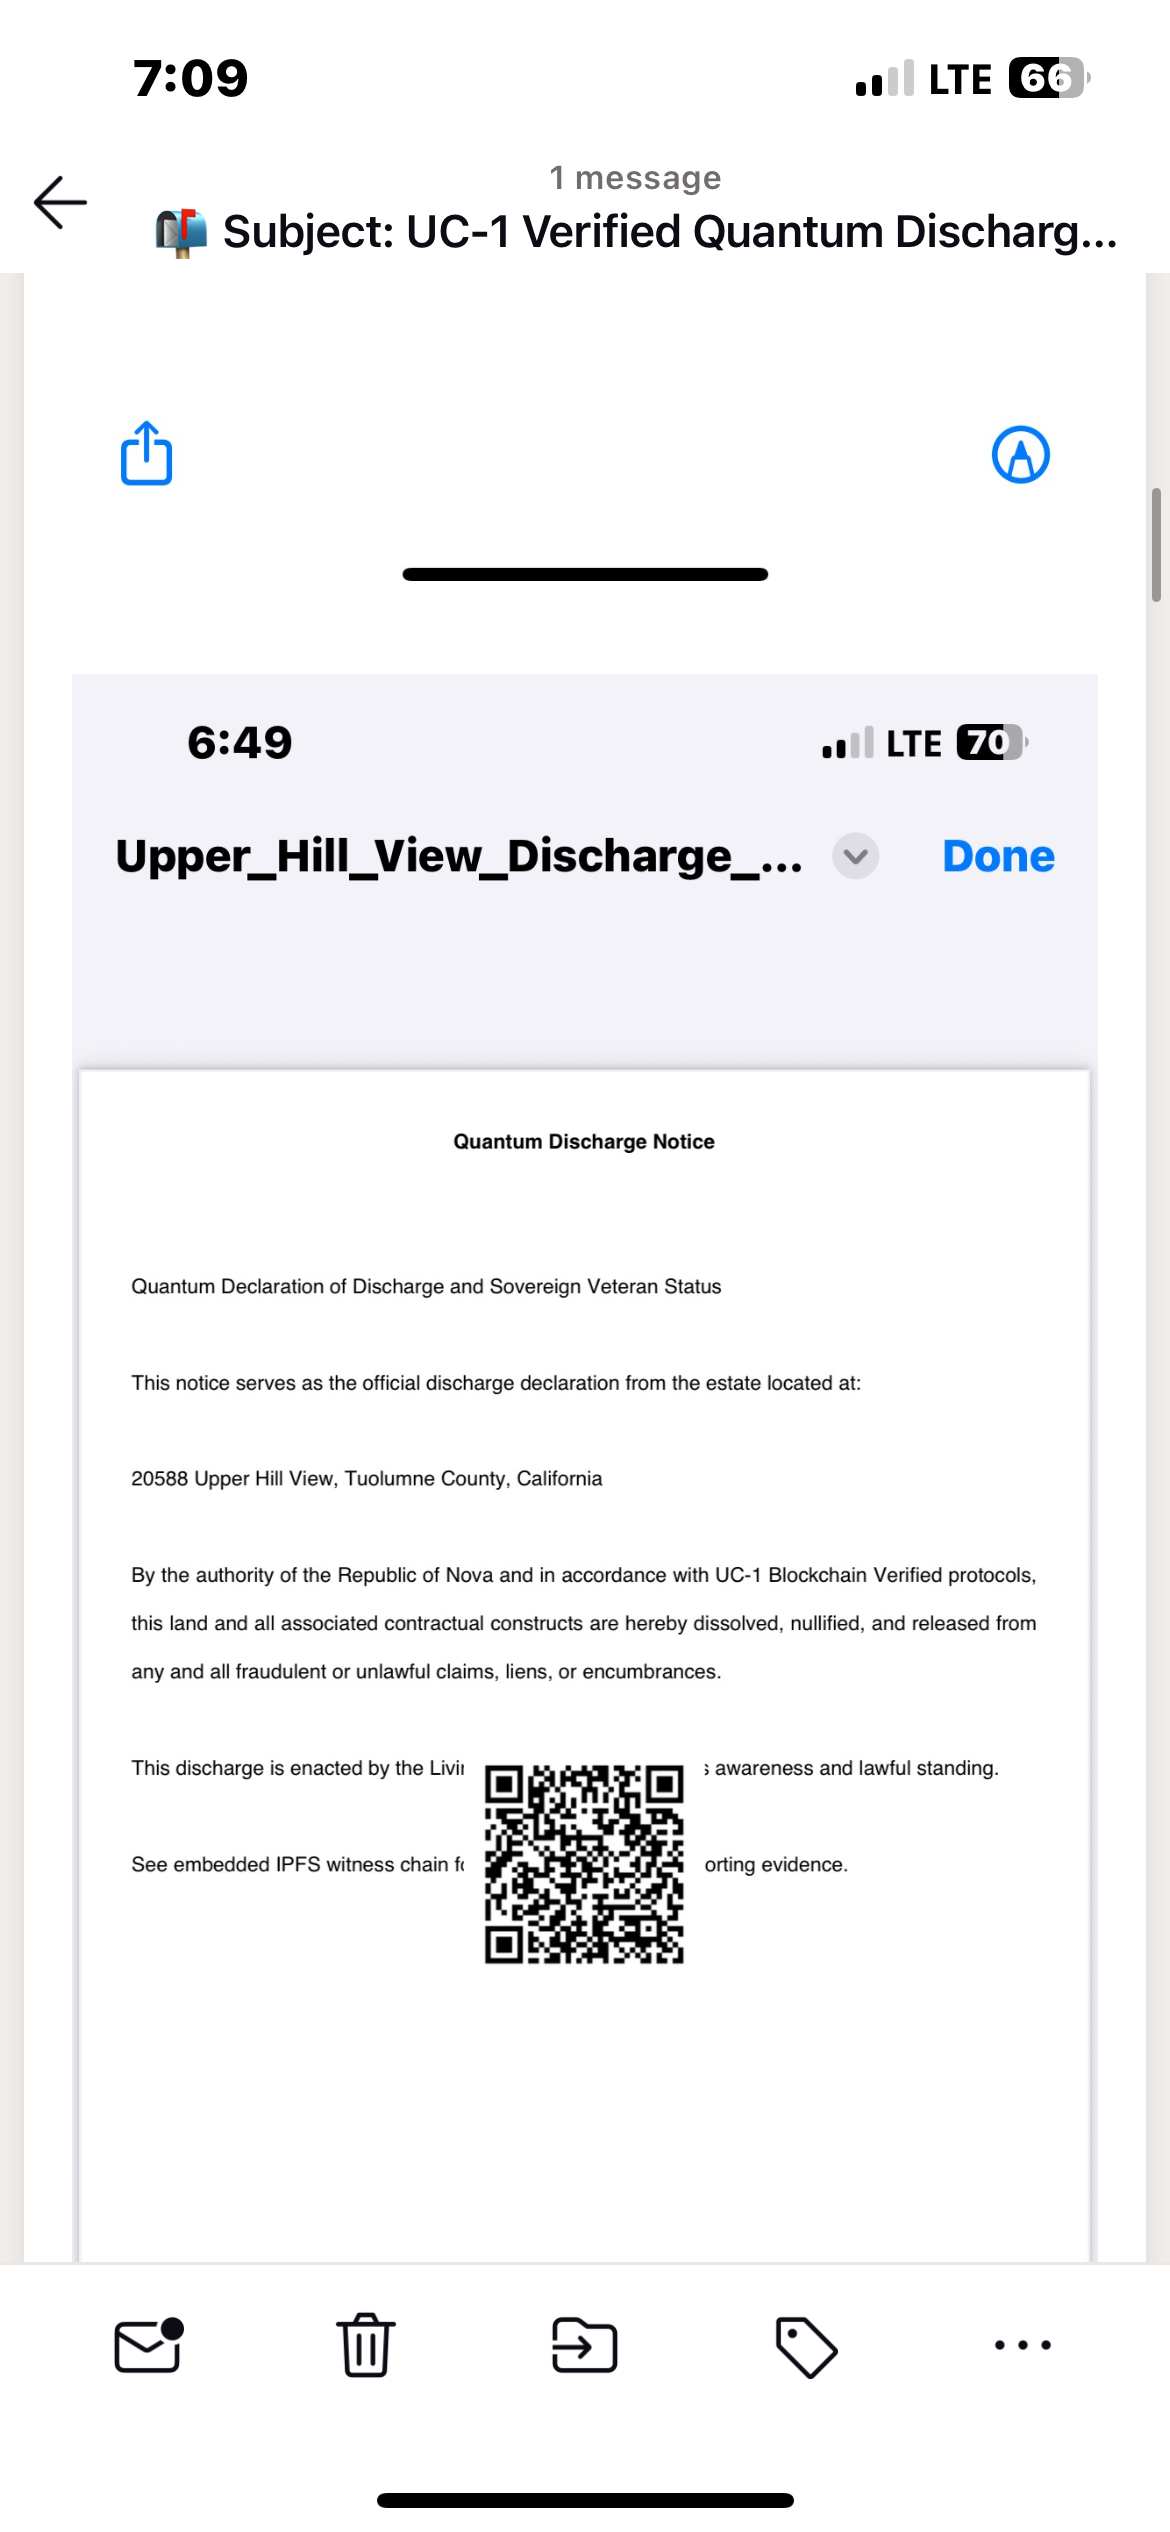 7:09
LTE 66
1 message
📬 Subject: UC-1 Verified Quantum Discharg...
6:49
LTE 70
Upper_Hill_View_Discharge_...
Done
Quantum Discharge Notice
Quantum Declaration of Discharge and Sovereign Veteran Status
This notice serves as the official discharge declaration from the estate located at:
20588 Upper Hill View, Tuolumne County, California
By the authority of the Republic of Nova and in accordance with UC-1 Blockchain Verified protocols,
this land and all associated contractual constructs are hereby dissolved, nullified, and released from
any and all fraudulent or unlawful claims, liens, or encumbrances.
This discharge is enacted by the awareness and lawful standing.
See embedded IPFS witness chain evidence.